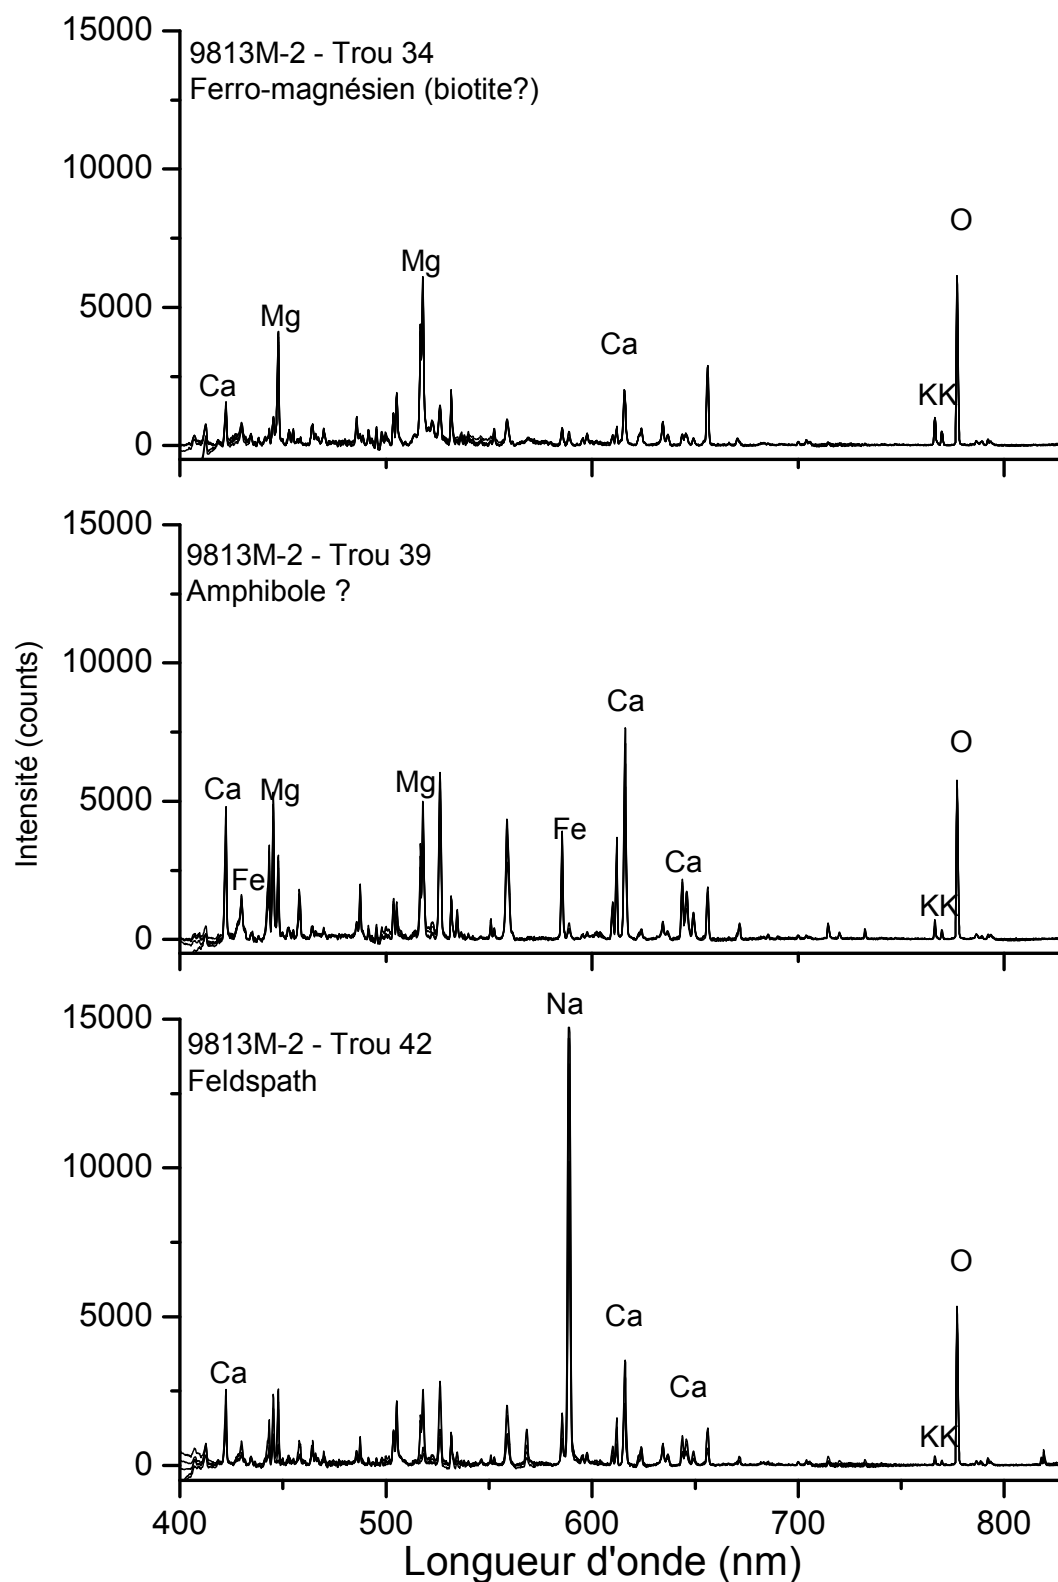 15000
9813M-2 - Trou 34
Ferro-magnésien (biotite?)
10000
O
Mg
5000
Mg
Ca
Ca
KK
0
15000
9813M-2 - Trou 39
Amphibole ?
10000
Ca
O
5000
Ca
Mg
Mg
Fe
Ca
Fe
KK
0
Intensité (counts)
15000
Na
9813M-2 - Trou 42
Feldspath
10000
O
5000
Ca
Ca
Ca
KK
0
400 500 600 700 800
Longueur d'onde (nm)